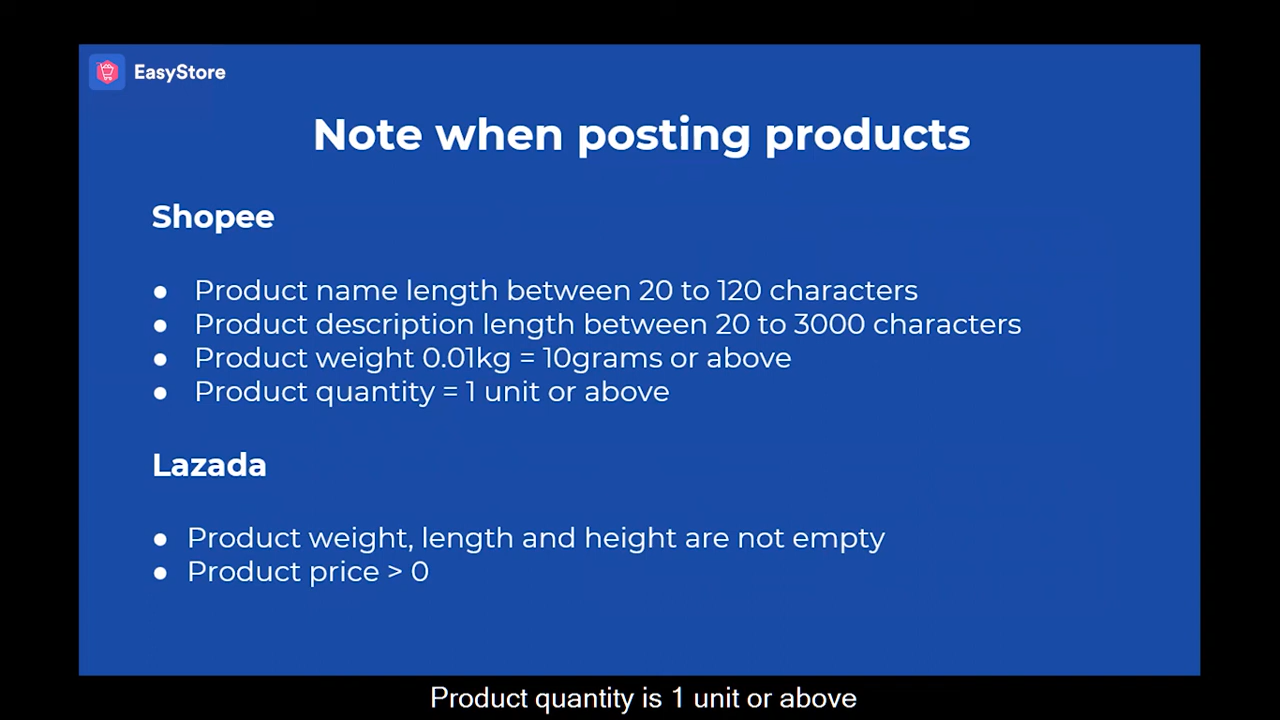 EasyStore
Note when posting products
Shopee
● Product name length between 20 to 120 characters
● Product description length between 20 to 3000 characters
● Product weight 0.01kg = 10grams or above
● Product quantity = 1 unit or above
Lazada
● Product weight, length and height are not empty
● Product price > 0
Product quantity is 1 unit or above